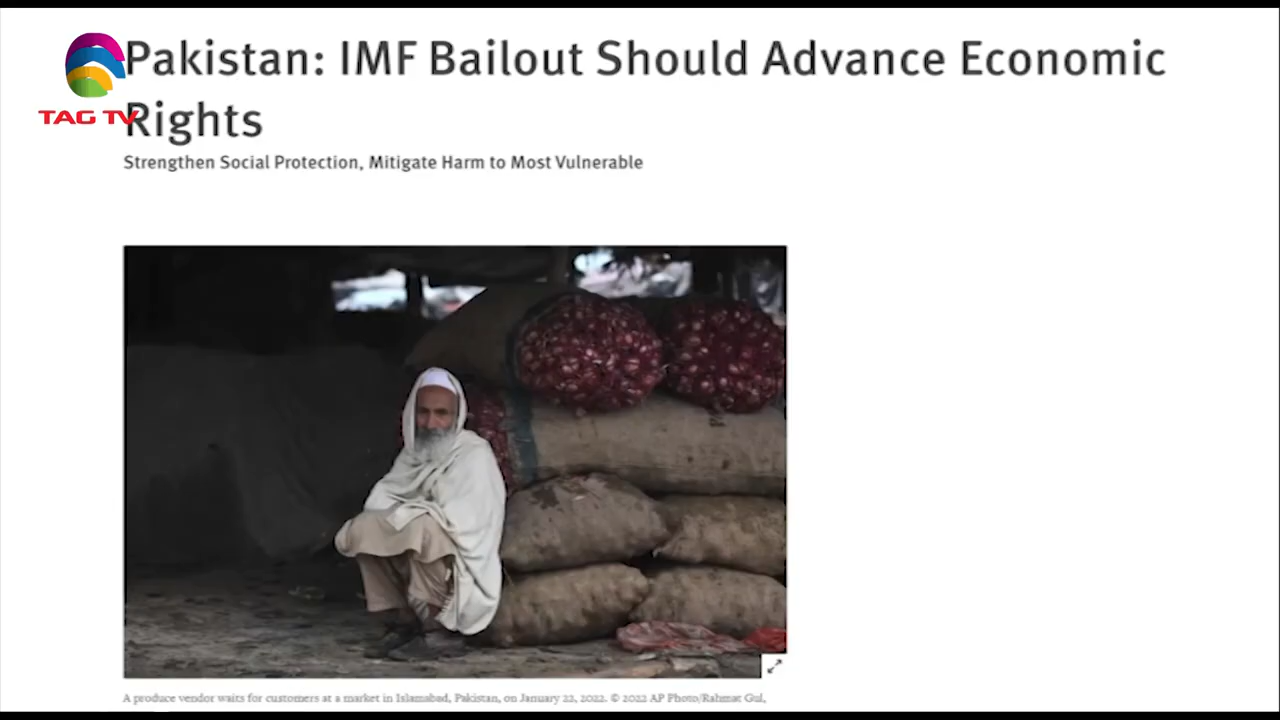 Pakistan: IMF Bailout Should Advance Economic
TAG TV
Rights
Strengthen Social Protection, Mitigate Harm to Most Vulnerable
A produce vendor waits for customers at a market in Islamabad, Pakistan, on January 22, 2022. © 2022 AP Photo/Rahmat Gul,